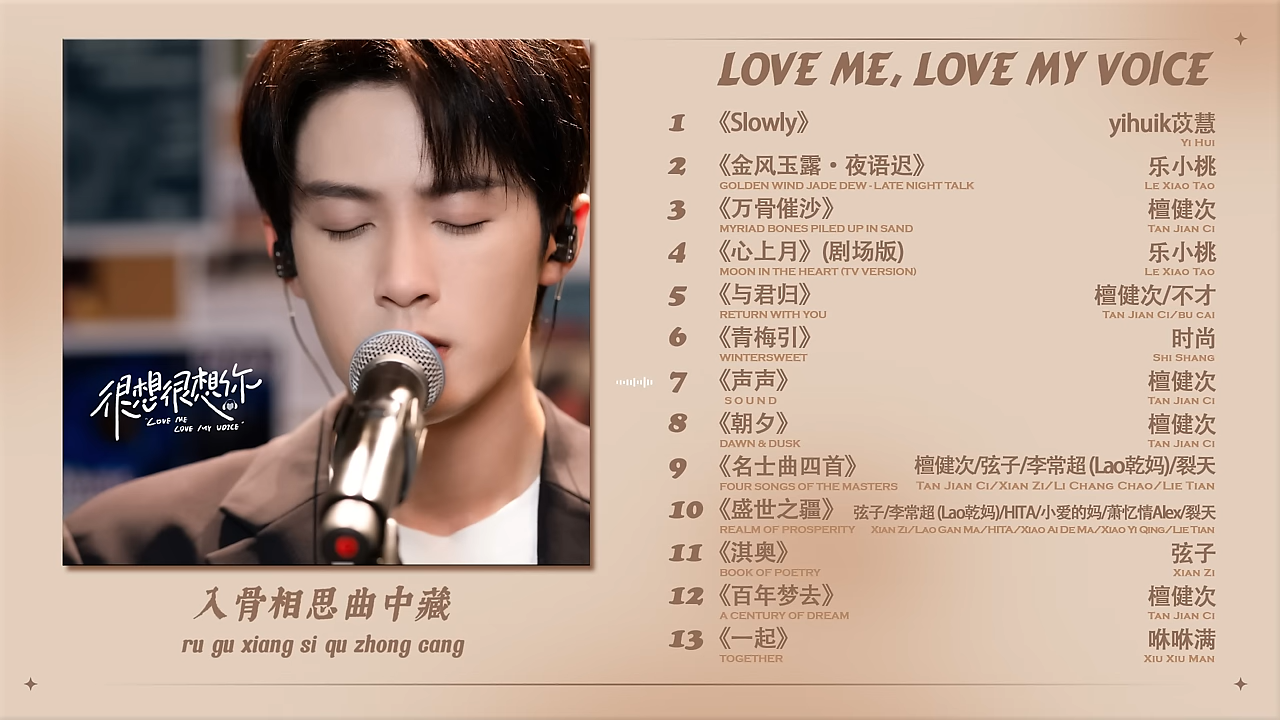 很想很想你
"LOVE ME
LOVE MY VOICE"
入骨相思曲中藏
ru gu xiang si qu zhong cang
LOVE ME, LOVE MY VOICE
1 《Slowly》 yihuik苡慧
YI HUI
2 《金风玉露·夜语迟》 乐小桃
GOLDEN WIND JADE DEW - LATE NIGHT TALK LE XIAO TAO
3 《万骨催沙》 檀健次
MYRIAD BONES PILED UP IN SAND TAN JIAN CI
4 《心上月》(剧场版) 乐小桃
MOON IN THE HEART (TV VERSION) LE XIAO TAO
5 《与君归》 檀健次/不才
RETURN WITH YOU TAN JIAN CI/BU CAI
6 《青梅引》 时尚
WINTERSWEET SHI SHANG
7 《声声》 檀健次
SOUND TAN JIAN CI
8 《朝夕》 檀健次
DAWN & DUSK TAN JIAN CI
9 《名士曲四首》 檀健次/弦子/李常超 (Lao乾妈)/裂天
FOUR SONGS OF THE MASTERS TAN JIAN CI/XIAN ZI/LI CHANG CHAO/LIE TIAN
10 《盛世之疆》 弦子/李常超 (Lao乾妈)/HITA/小爱的妈/萧忆情Alex/裂天
REALM OF PROSPERITY XIAN ZI/LAO GAN MA/HITA/XIAO AI DE MA/XIAO YI QING/LIE TIAN
11 《淇奥》 弦子
BOOK OF POETRY XIAN ZI
12 《百年梦去》 檀健次
A CENTURY OF DREAM TAN JIAN CI
13 《一起》 咻咻满
TOGETHER XIU XIU MAN